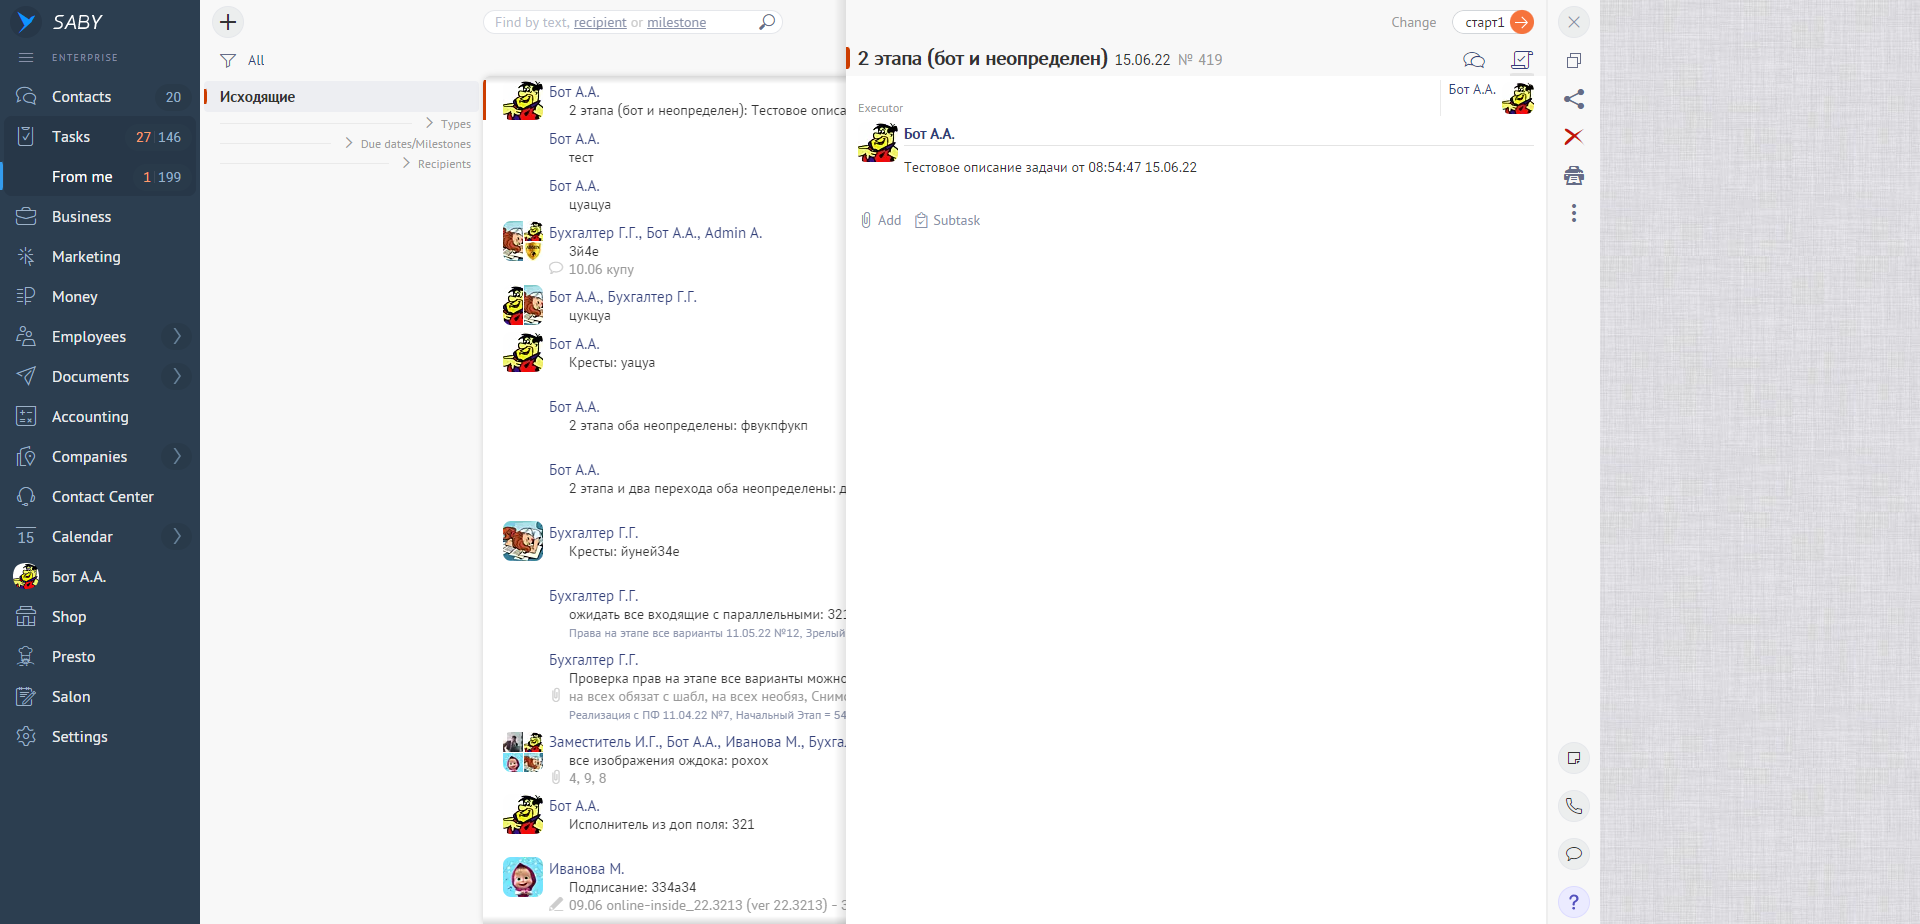 SABY
ENTERPRISE
Contacts 20
Tasks 27 146
From me 1 199
Business
Marketing
Money
Employees
Documents
Accounting
Companies
Contact Center
15 Calendar
Бот А.А.
Shop
Presto
Salon
Settings
All
Исходящие
Types
Due dates/Milestones
Recipients
Find by text, recipient or milestone
Бот А.А.
2 этапа (бот и неопределен): Тестовое описа
Бот А.А.
тест
Бот А.А.
цуацуа
Бухгалтер Г.Г., Бот А.А., Admin A.
3й4е
10.06 купу
Бот А.А., Бухгалтер Г.Г.
цукцуа
Бот А.А.
Кресты: уацуа
Бот А.А.
2 этапа оба неопределены: фвукпфукп
Бот А.А.
2 этапа и два перехода оба неопределены: д
Бухгалтер Г.Г.
Кресты: йуней34е
Бухгалтер Г.Г.
ожидать все входящие с параллельными: 321
Права на этапе все варианты 11.05.22 №12, Зрелый
Бухгалтер Г.Г.
Проверка прав на этапе все варианты можно
на всех обязат с шабл, на всех необяз, Снимо
Реализация с ПФ 11.04.22 №7, Начальный Этап = 54
Заместитель И.Г., Бот А.А., Иванова М., Бухга
все изображения ождока: рохох
4, 9, 8
Бот А.А.
Исполнитель из доп поля: 321
Иванова М.
Подписание: 334а34
09.06 online-inside_22.3213 (ver 22.3213) - 3
Change старт1
2 этапа (бот и неопределен) 15.06.22 № 419
Бот А.А.
Executor
Бот А.А.
Тестовое описание задачи от 08:54:47 15.06.22
Add Subtask
?